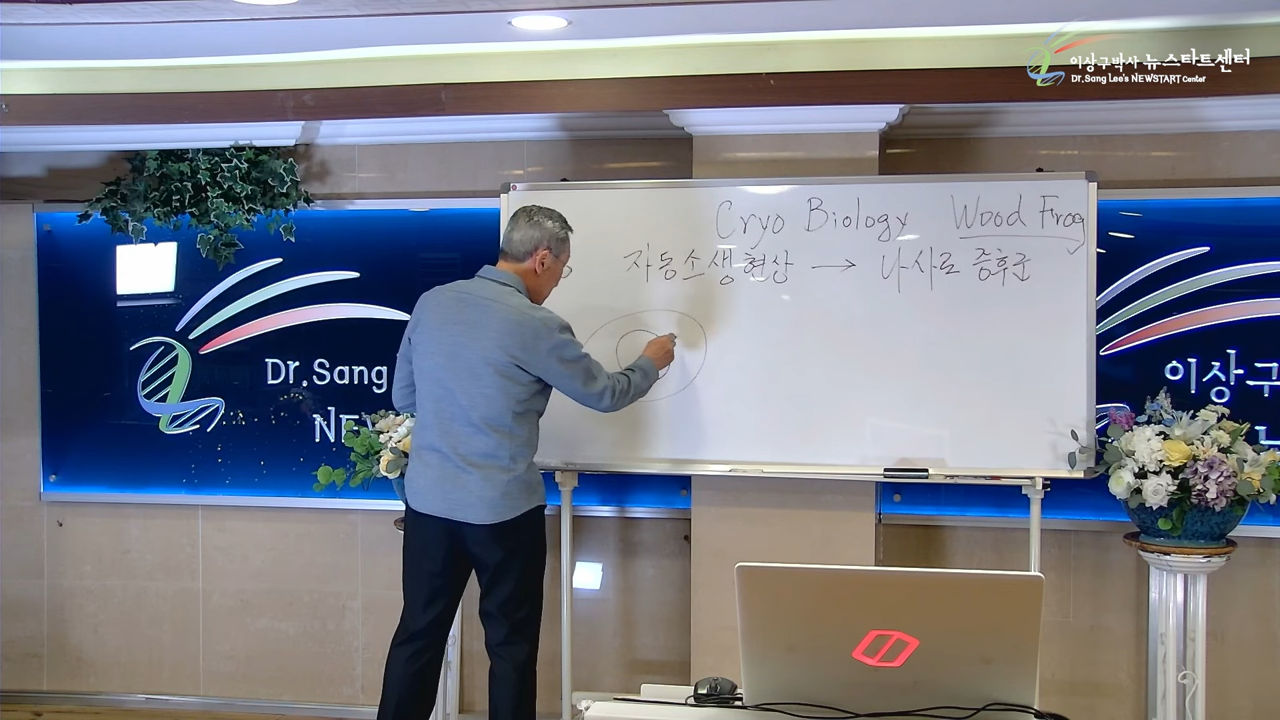 이상구박사 뉴스타트센터
Dr.Sang Lee's NEWSTART Center
Cryo Biology Wood Frog
자동소생현상 → 나사로 증후군
Dr.Sang
이상구